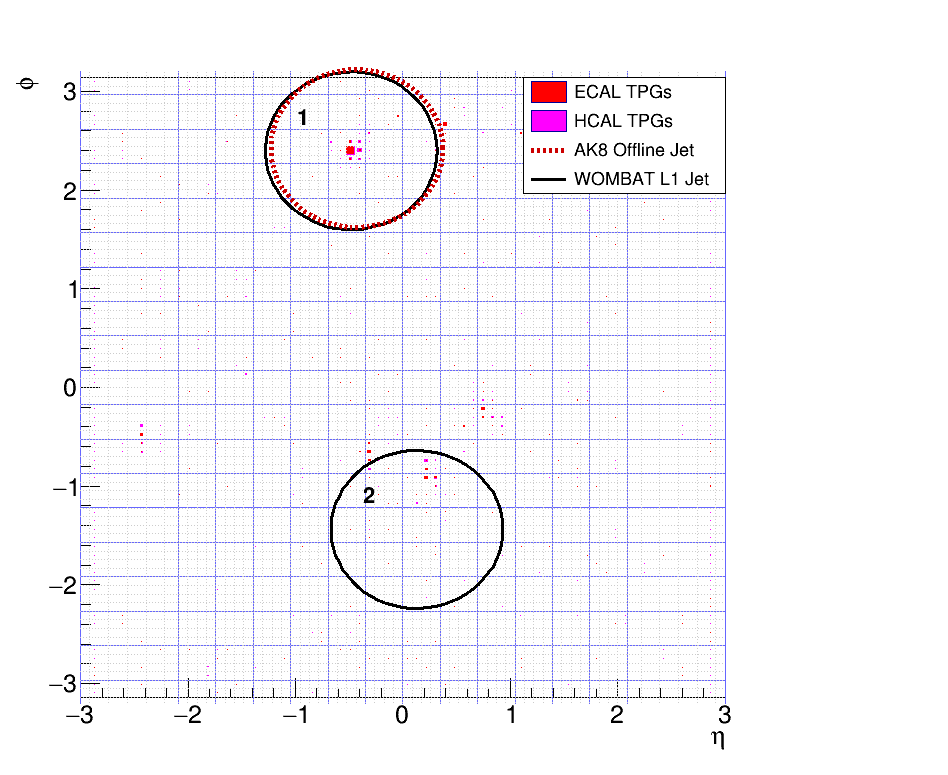 ϕ
3
2
1
0
−1
−2
−3
1
2
ECAL TPGs
HCAL TPGs
AK8 Offline Jet
WOMBAT L1 Jet
−3 −2 −1 0 1 2 3
η